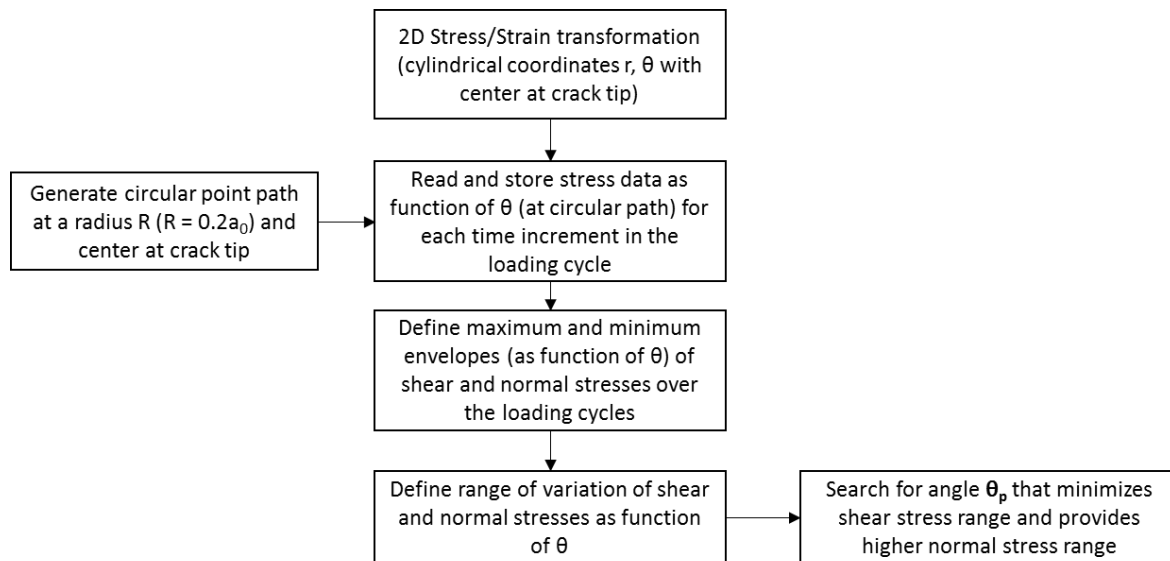 2D Stress/Strain transformation
(cylindrical coordinates r, θ with
center at crack tip)
Generate circular point path
at a radius R (R = 0.2a₀) and
center at crack tip
Read and store stress data as
function of θ (at circular path) for
each time increment in the
loading cycle
Define maximum and minimum
envelopes (as function of θ) of
shear and normal stresses over
the loading cycles
Define range of variation of shear
and normal stresses as function
of θ
Search for angle θₚ that minimizes
shear stress range and provides
higher normal stress range